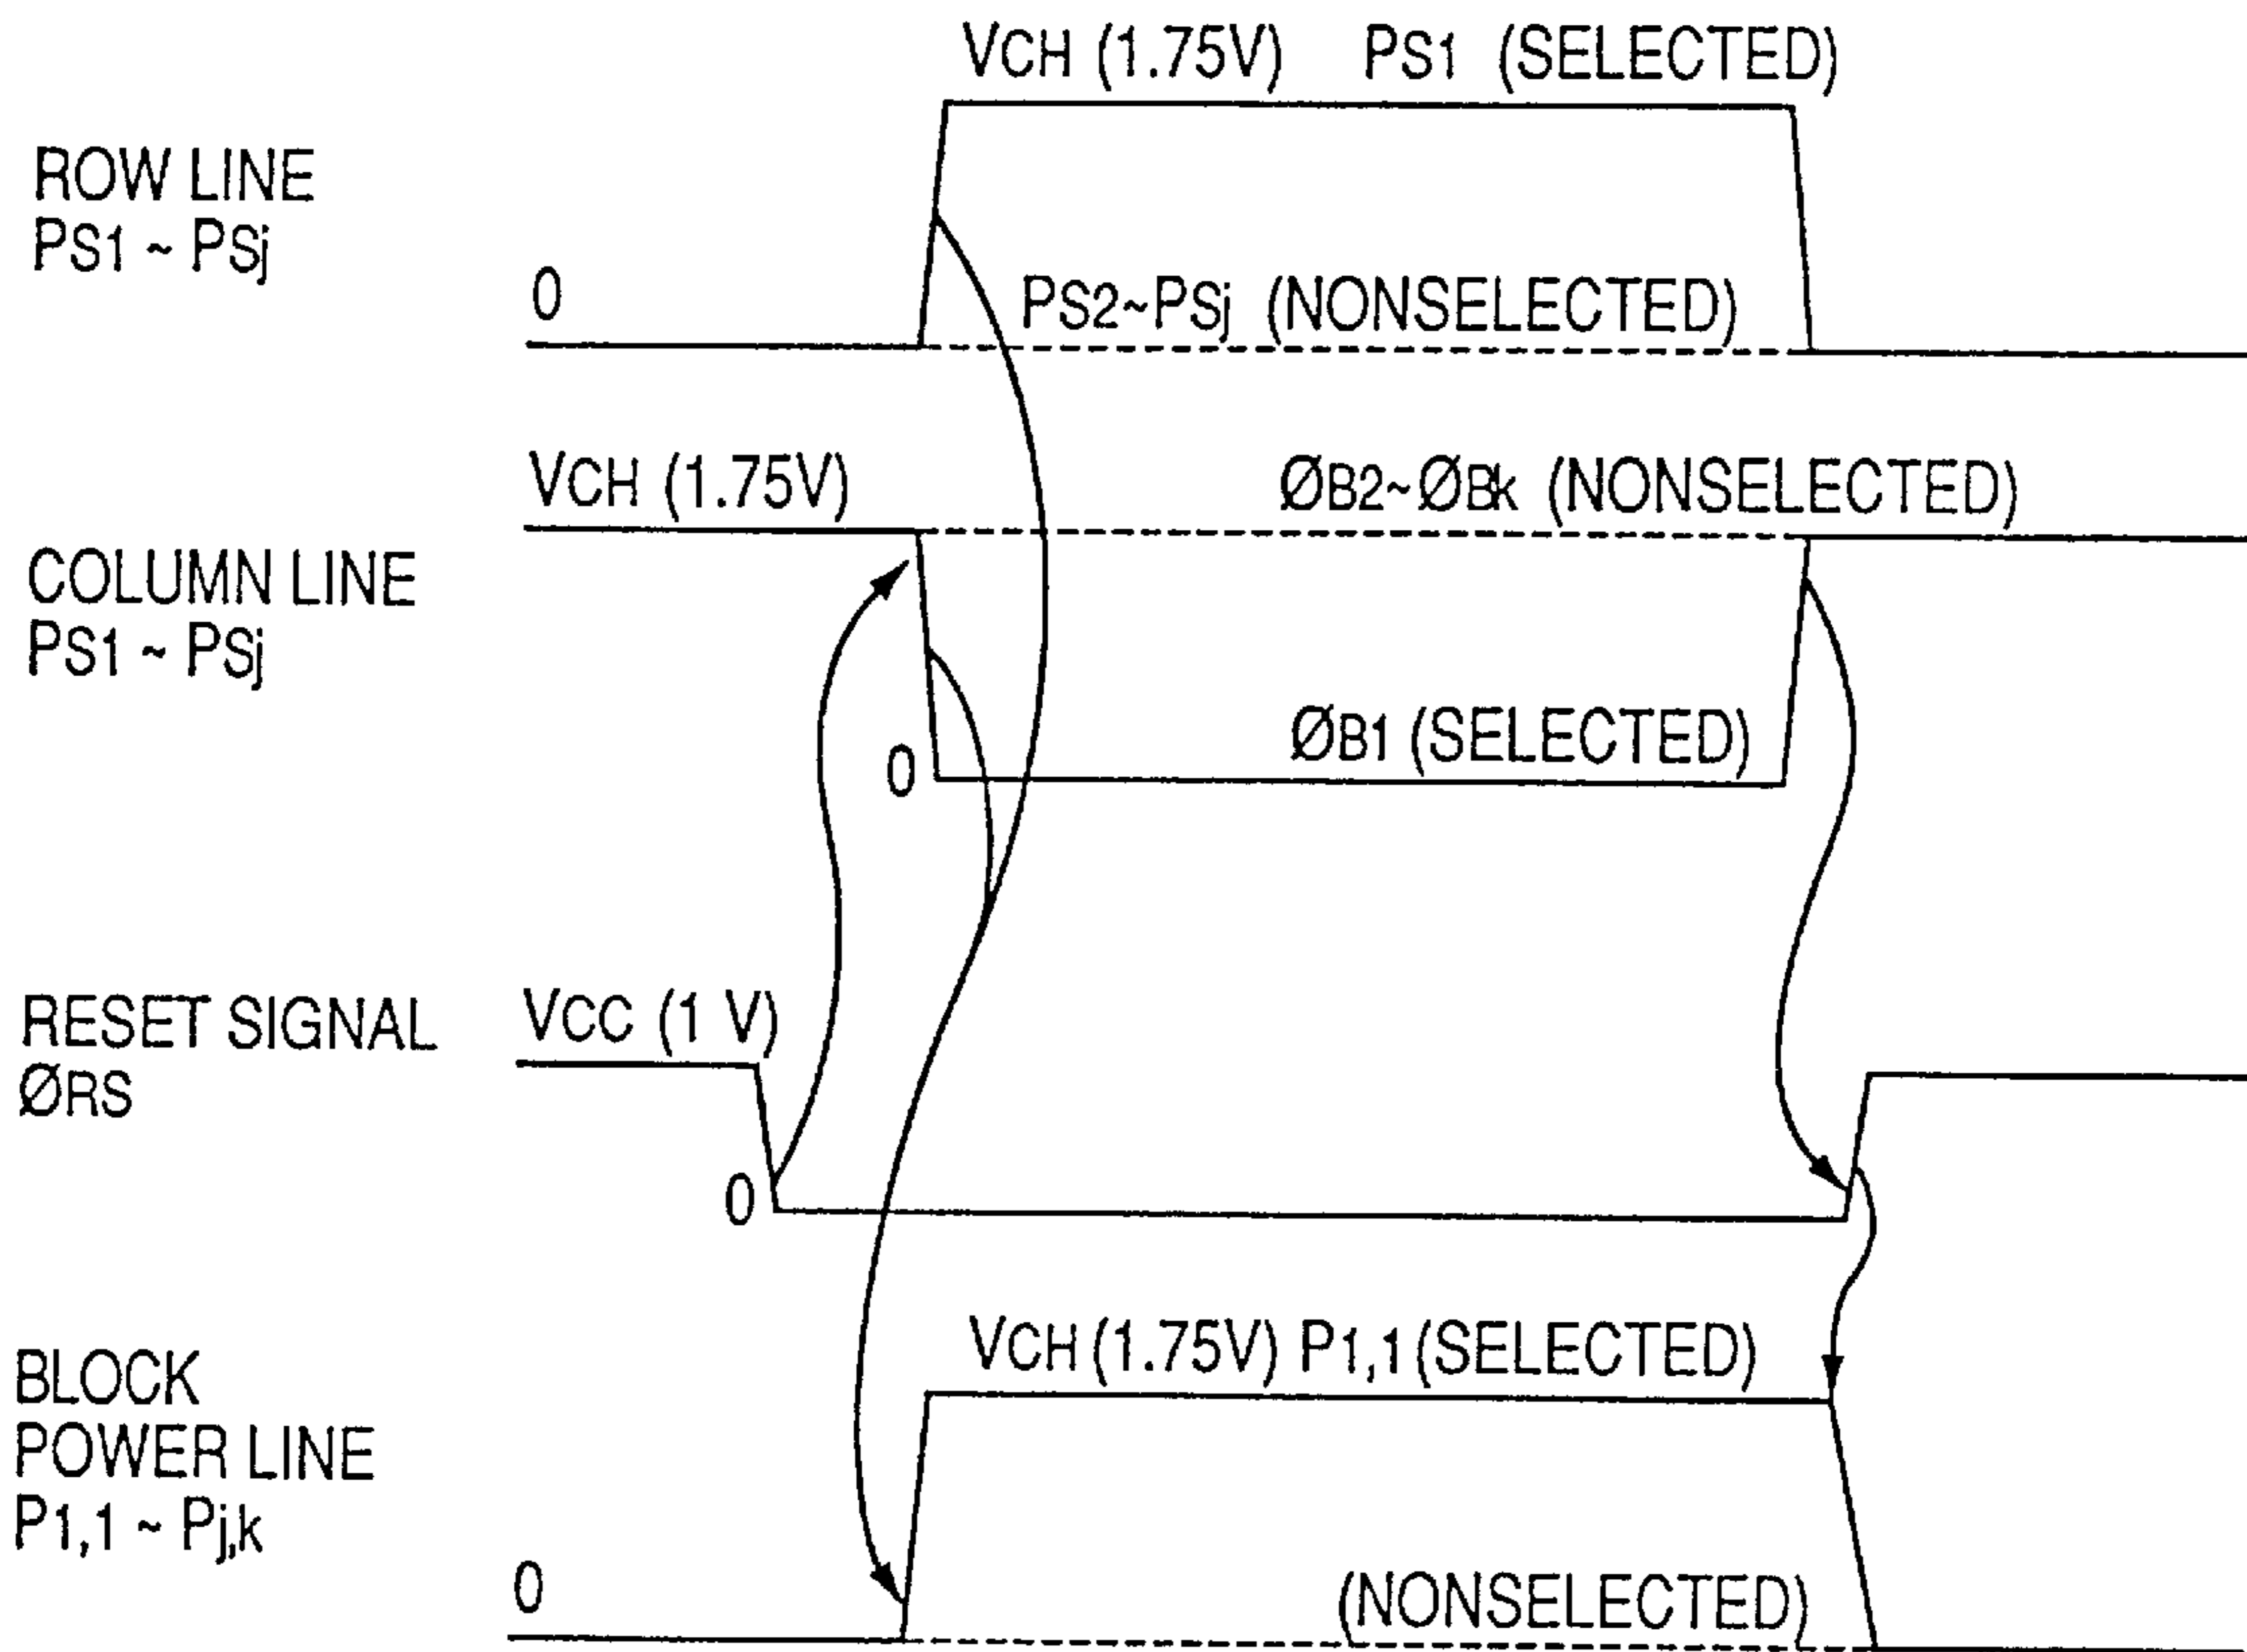 VCH (1.75V) PS1 (SELECTED)
ROW LINE
PS1 ~ PSj
0
PS2~PSj (NONSELECTED)
VCH (1.75V)
ØB2~ØBk (NONSELECTED)
COLUMN LINE
PS1 ~ PSj
ØB1 (SELECTED)
0
RESET SIGNAL
ØRS
VCC (1 V)
0
VCH (1.75V) P1,1 (SELECTED)
BLOCK
POWER LINE
P1,1 ~ Pj,k
0
(NONSELECTED)